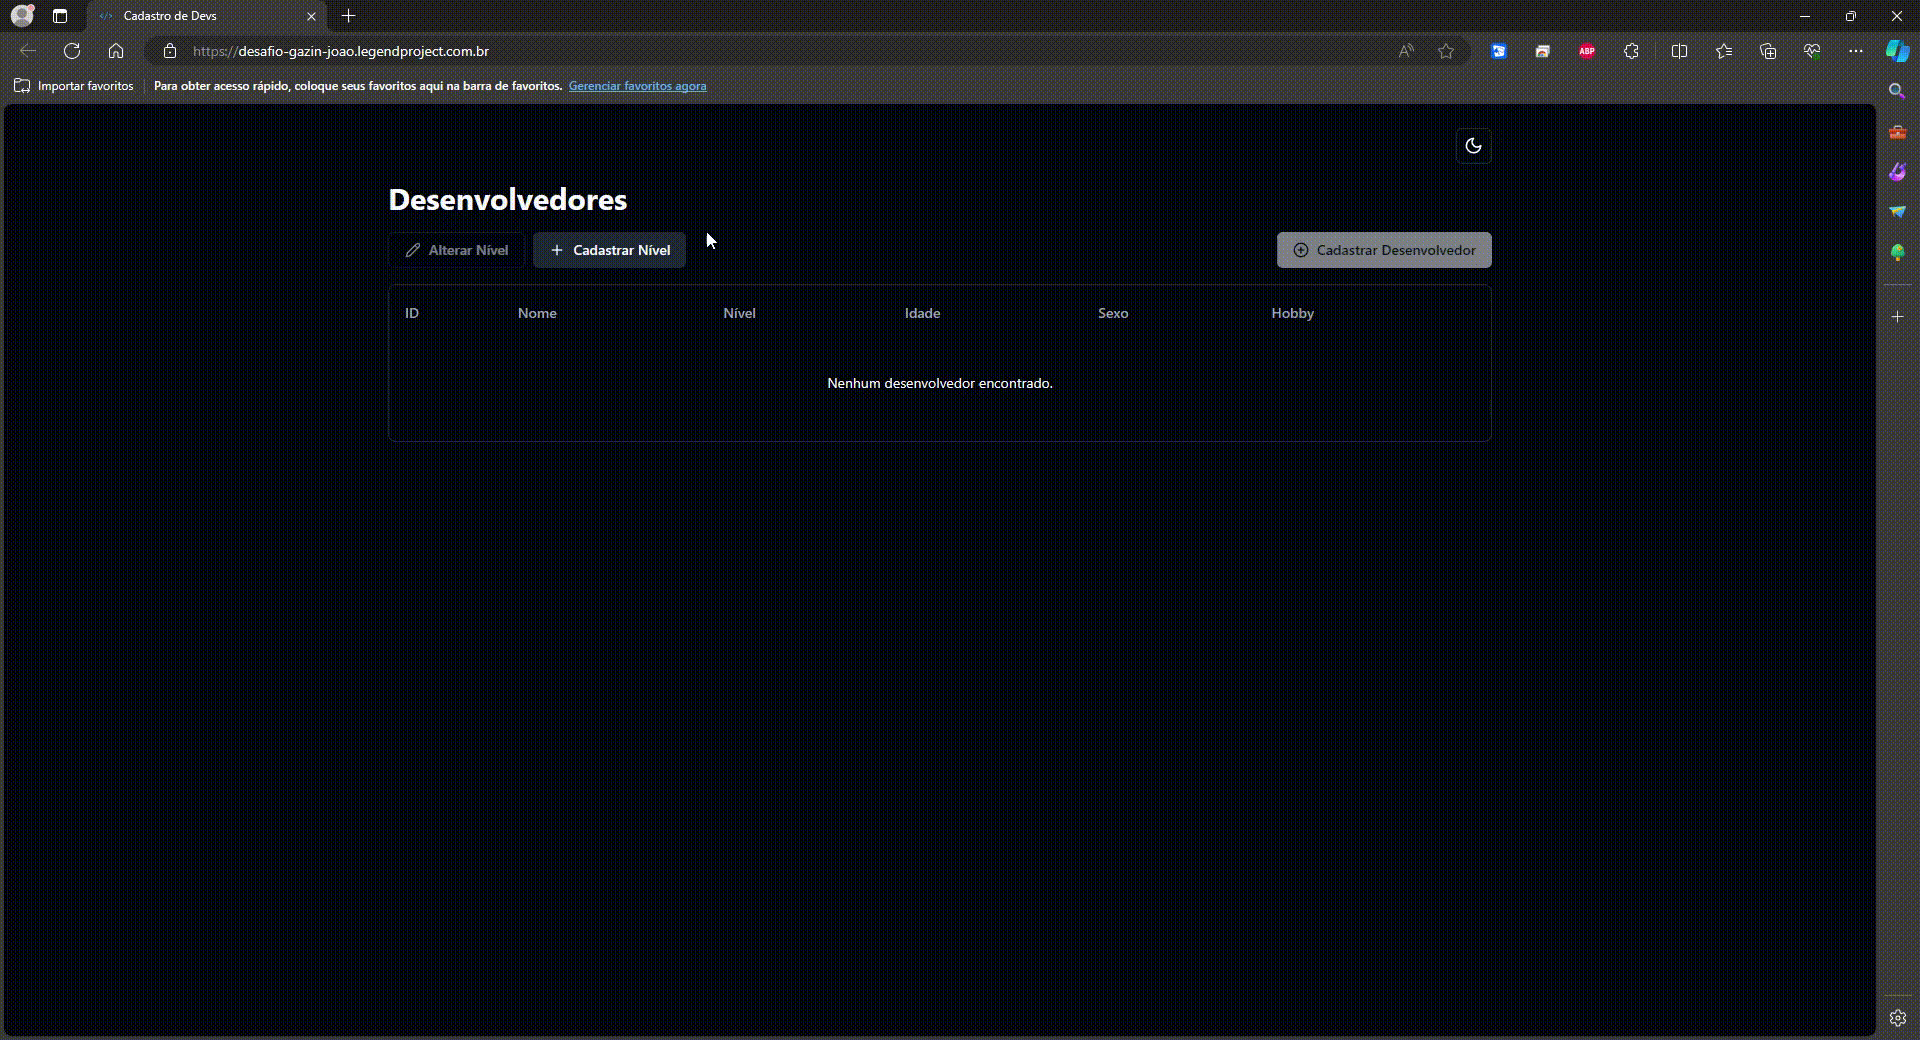 Cadastro de Devs
https://desafio-gazin-joao.legendproject.com.br
ABP
Importar favoritos
Para obter acesso rápido, coloque seus favoritos aqui na barra de favoritos. Gerenciar favoritos agora
Desenvolvedores
Alterar Nível
Cadastrar Nível
Cadastrar Desenvolvedor
ID Nome Nível Idade Sexo Hobby
Nenhum desenvolvedor encontrado.